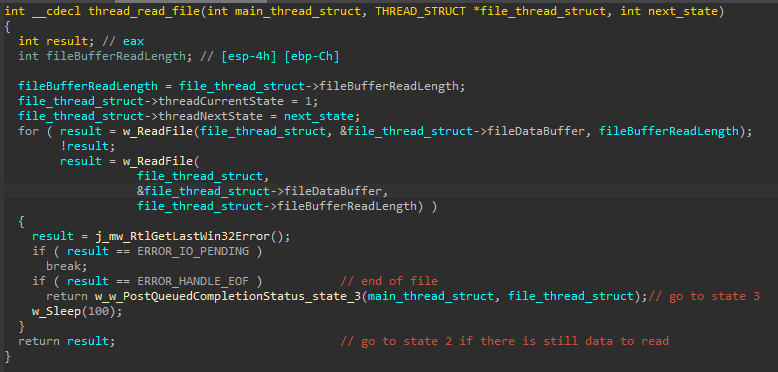 int __cdecl thread_read_file(int main_thread_struct, THREAD_STRUCT *file_thread_struct, int next_state)
{
  int result; // eax
  int fileBufferReadLength; // [esp-4h] [ebp-Ch]

  fileBufferReadLength = file_thread_struct->fileBufferReadLength;
  file_thread_struct->threadCurrentState = 1;
  file_thread_struct->threadNextState = next_state;
  for ( result = w_ReadFile(file_thread_struct, &file_thread_struct->fileDataBuffer, fileBufferReadLength);
        !result;
        result = w_ReadFile(
                   file_thread_struct,
                   &file_thread_struct->fileDataBuffer,
                   file_thread_struct->fileBufferReadLength) )
  {
    result = j_mw_RtlGetLastWin32Error();
    if ( result == ERROR_IO_PENDING )
      break;
    if ( result == ERROR_HANDLE_EOF )           // end of file
      return w_w_PostQueuedCompletionStatus_state_3(main_thread_struct, file_thread_struct);// go to state 3
    w_Sleep(100);
  }
  return result;                                // go to state 2 if there is still data to read
}